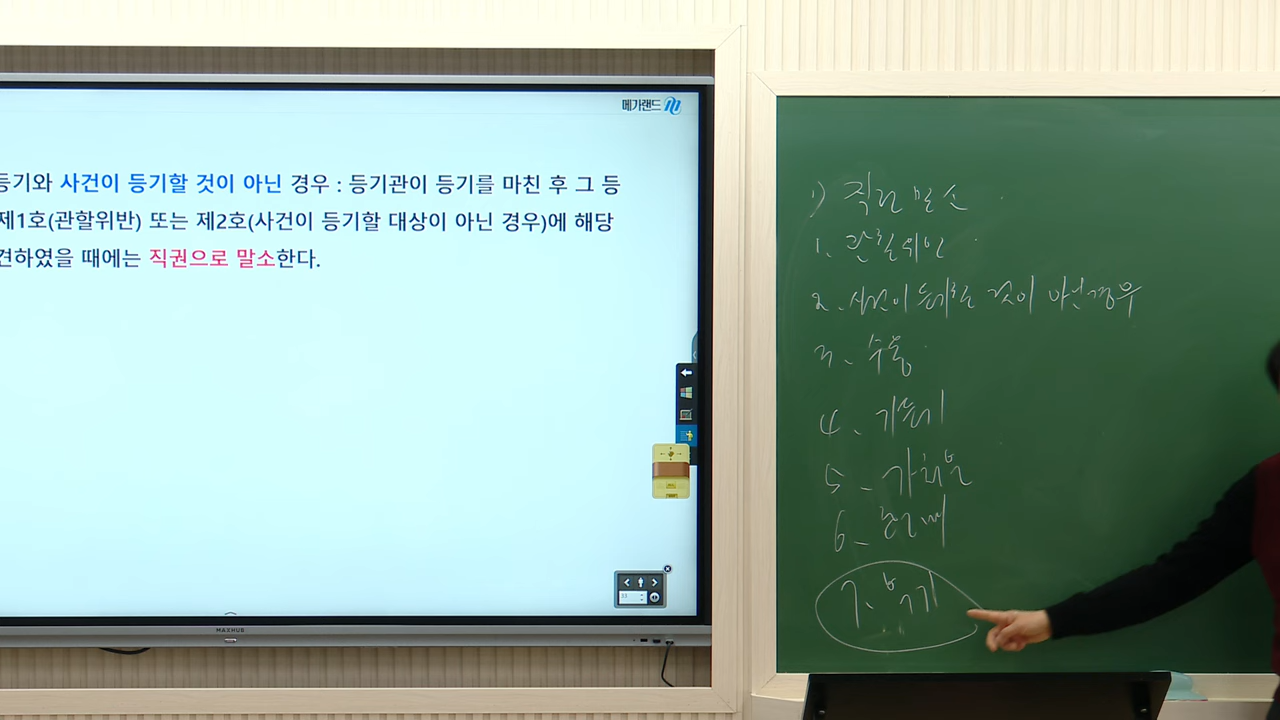 메가랜드
등기와 사건이 등기할 것이 아닌 경우 : 등기관이 등기를 마친 후 그 등
제1호(관할위반) 또는 제2호(사건이 등기할 대상이 아닌 경우)에 해당
견하였을 때에는 직권으로 말소한다.
MAXHUB
1) 직권말소
1. 관할위반
2. 사건이 등기할 것이 아닌 경우
3. 수용
4. 가등기
5. 가처분
6.
7.